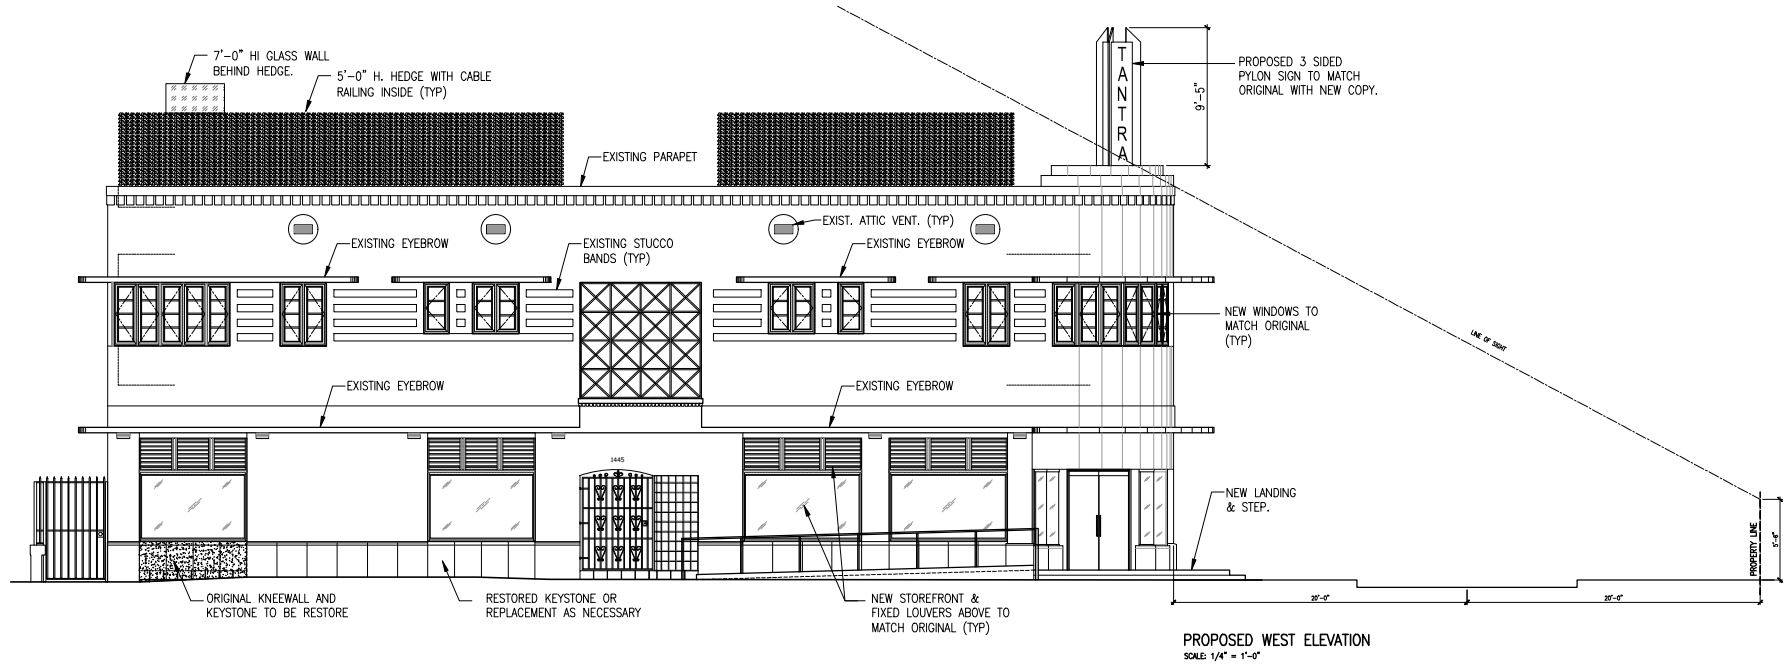 7'-0" HI GLASS WALL
BEHIND HEDGE.
5'-0" H. HEDGE WITH CABLE
RAILING INSIDE (TYP)
TANTRA
9'-5"
PROPOSED 3 SIDED
PYLON SIGN TO MATCH
ORIGINAL WITH NEW COPY.
EXISTING PARAPET
EXIST. ATTIC VENT. (TYP)
EXISTING EYEBROW
EXISTING STUCCO
BANDS (TYP)
EXISTING EYEBROW
NEW WINDOWS TO
MATCH ORIGINAL
(TYP)
LINE OF SIGHT
EXISTING EYEBROW
EXISTING EYEBROW
1445
NEW LANDING
& STEP.
PROPERTY LINE
5'-6"
ORIGINAL KNEEWALL AND
KEYSTONE TO BE RESTORE
RESTORED KEYSTONE OR
REPLACEMENT AS NECESSARY
NEW STOREFRONT &
FIXED LOUVERS ABOVE TO
MATCH ORIGINAL (TYP)
20'-0"
20'-0"
PROPOSED WEST ELEVATION
SCALE: 1/4" = 1'-0"